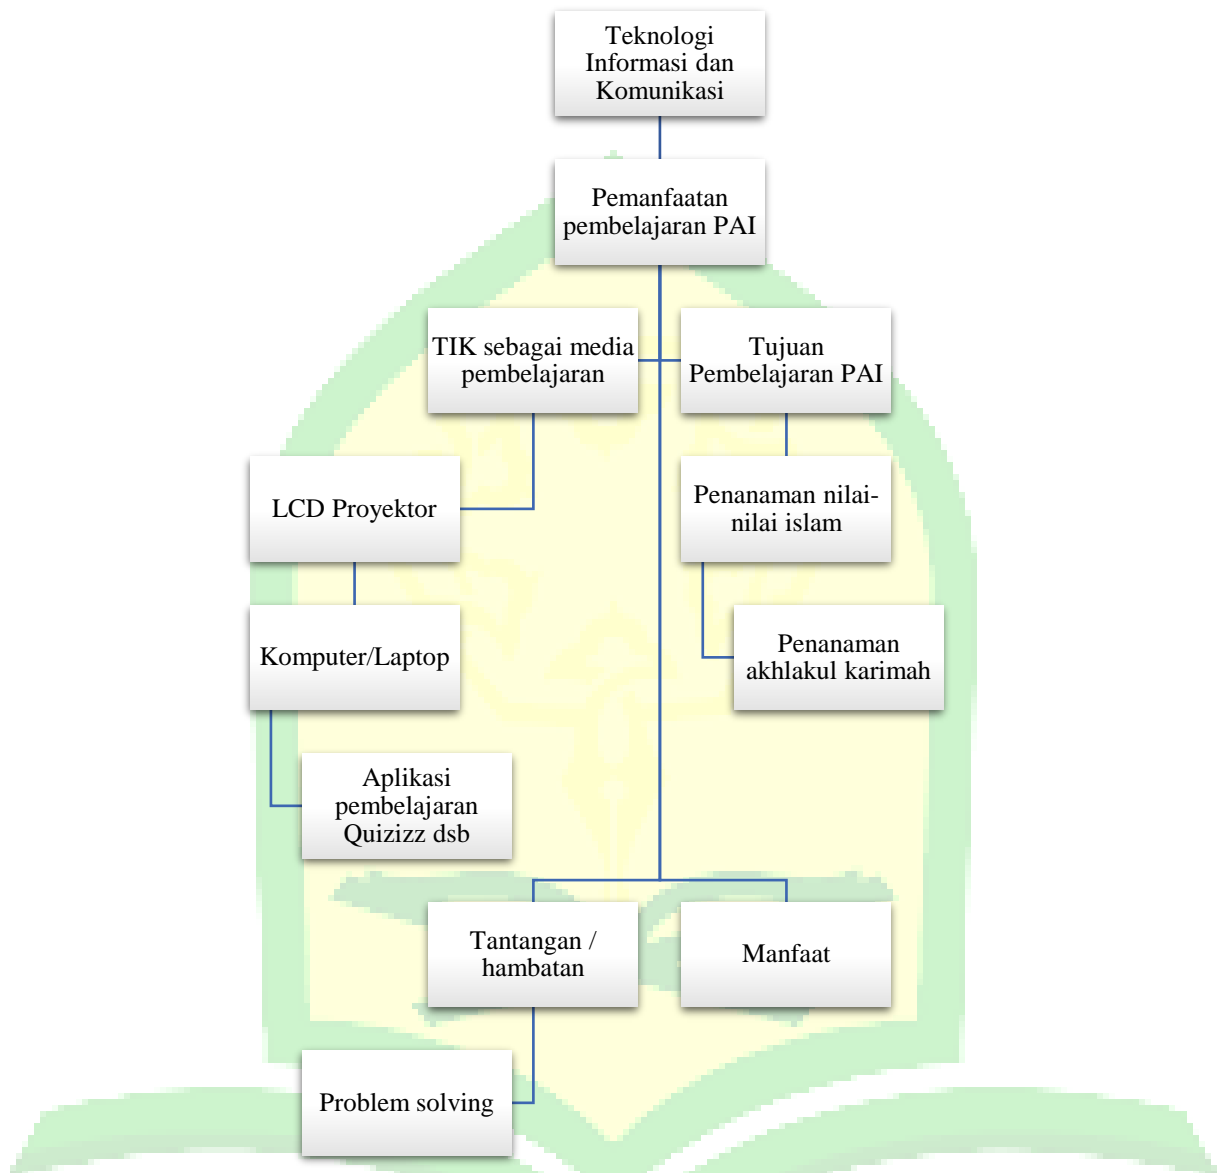 Teknologi
Informasi dan
Komunikasi
Pemanfaatan
pembelajaran PAI
TIK sebagai media
pembelajaran
Tujuan
Pembelajaran PAI
LCD Proyektor
Penanaman nilai-
nilai islam
Komputer/Laptop
Penanaman
akhlakul karimah
Aplikasi
pembelajaran
Quizizz dsb
Tantangan /
hambatan
Manfaat
Problem solving